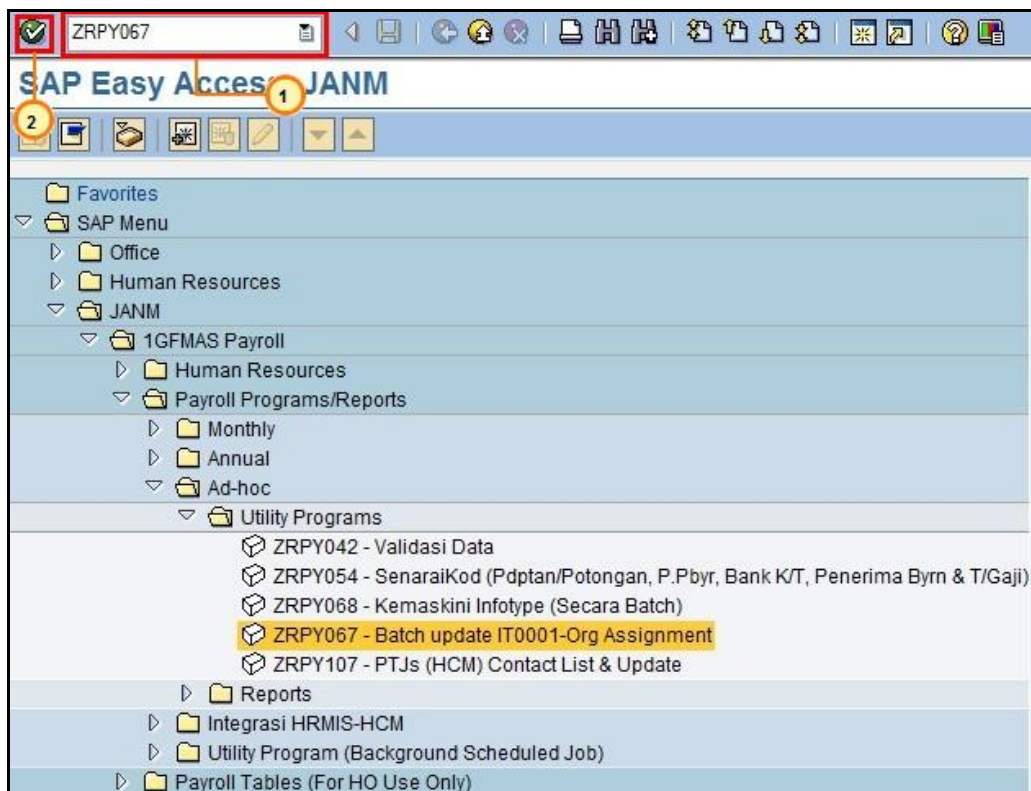 ZRPY067
SAP Easy Access JANM
1
2
Favorites
SAP Menu
Office
Human Resources
JANM
1GFMAS Payroll
Human Resources
Payroll Programs/Reports
Monthly
Annual
Ad-hoc
Utility Programs
ZRPY042 - Validasi Data
ZRPY054 - SenaraiKod (Pdptan/Potongan, P.Pbyr, Bank K/T, Penerima Byrn & T/Gaji)
ZRPY068 - Kemaskini Infotype (Secara Batch)
ZRPY067 - Batch update IT0001-Org Assignment
ZRPY107 - PTJs (HCM) Contact List & Update
Reports
Integrasi HRMIS-HCM
Utility Program (Background Scheduled Job)
Payroll Tables (For HO Use Only)